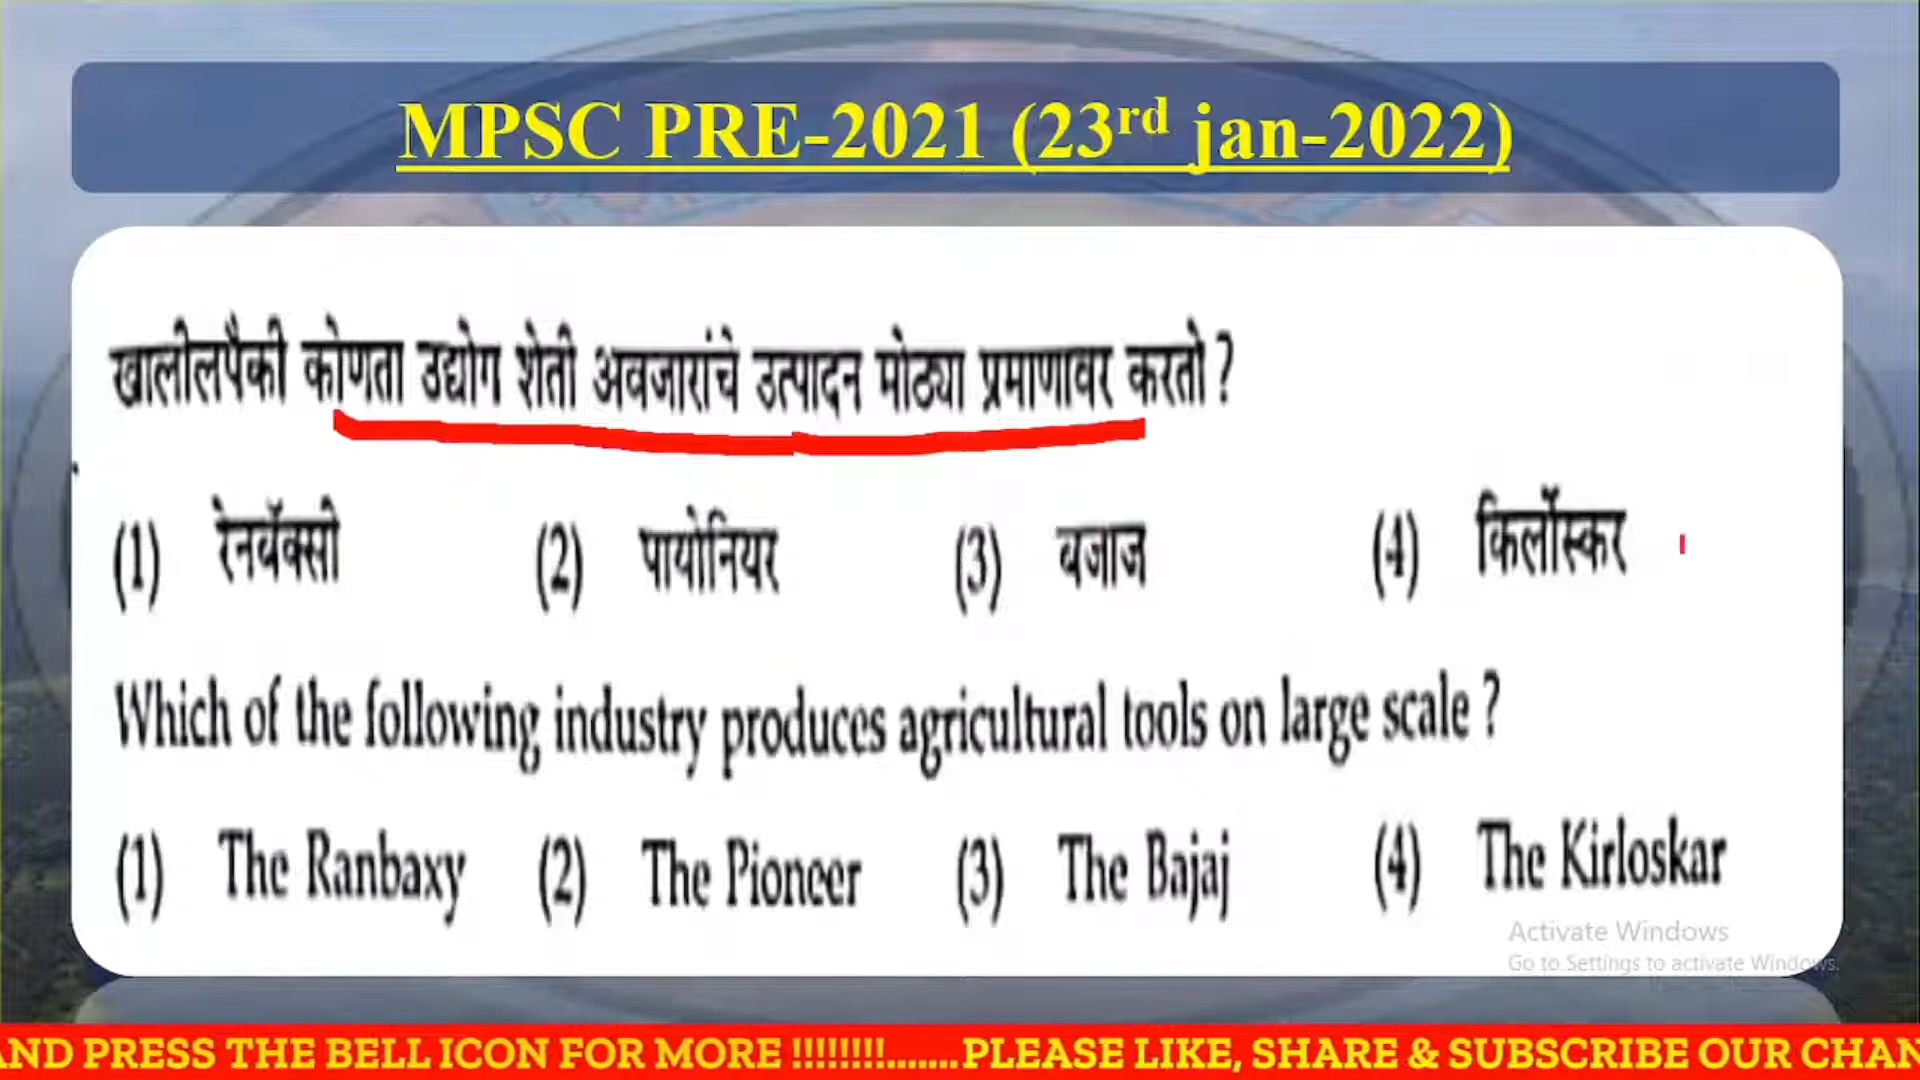 MPSC PRE-2021 (23rd jan-2022)
खालीलपैकी कोणता उद्योग शेती अवजारांचे उत्पादन मोठ्या प्रमाणावर करतो ?
(1) रेनबॅक्सी (2) पायोनियर (3) बजाज (4) किर्लोस्कर
Which of the following industry produces agricultural tools on large scale ?
(1) The Ranbaxy (2) The Pioneer (3) The Bajaj (4) The Kirloskar
Activate Windows
Go to Settings to activate Windows.
AND PRESS THE BELL ICON FOR MORE !!!!!!!!.......PLEASE LIKE, SHARE & SUBSCRIBE OUR CHAN